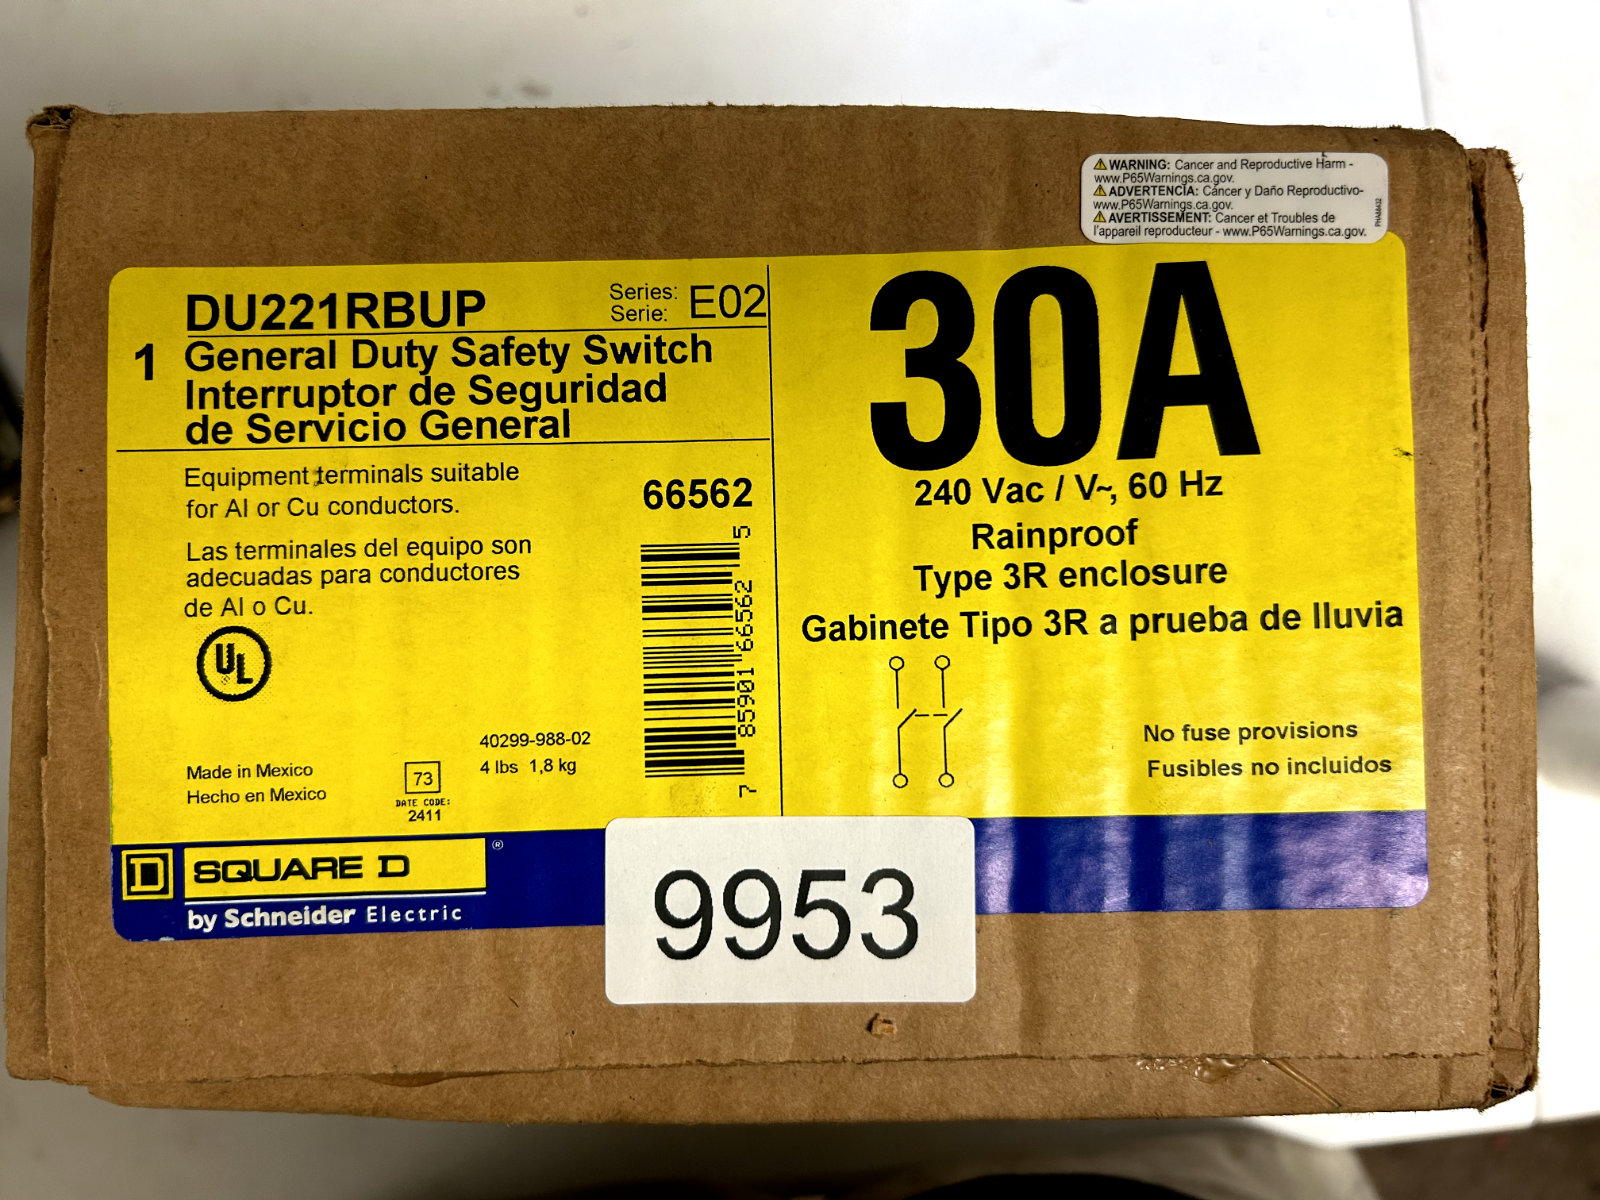 WARNING: Cancer and Reproductive Harm -
www.P65Warnings.ca.gov.
ADVERTENCIA: Cáncer y Daño Reproductivo-
www.P65Warnings.ca.gov.
AVERTISSEMENT: Cancer et Troubles de
l'appareil reproducteur - www.P65Warnings.ca.gov.
DU221RBUP
Series:
Serie:
E02
1
General Duty Safety Switch
Interruptor de Seguridad
de Servicio General
Equipment terminals suitable
for Al or Cu conductors.
Las terminales del equipo son
adecuadas para conductores
de Al o Cu.
UL
66562
7 85901 66562 5
40299-988-02
4 lbs 1,8 kg
Made in Mexico
Hecho en Mexico
73
DATE CODE:
2411
30A
240 Vac / V~, 60 Hz
Rainproof
Type 3R enclosure
Gabinete Tipo 3R a prueba de lluvia
No fuse provisions
Fusibles no incluidos
D
SQUARE D
®
by Schneider Electric
9953